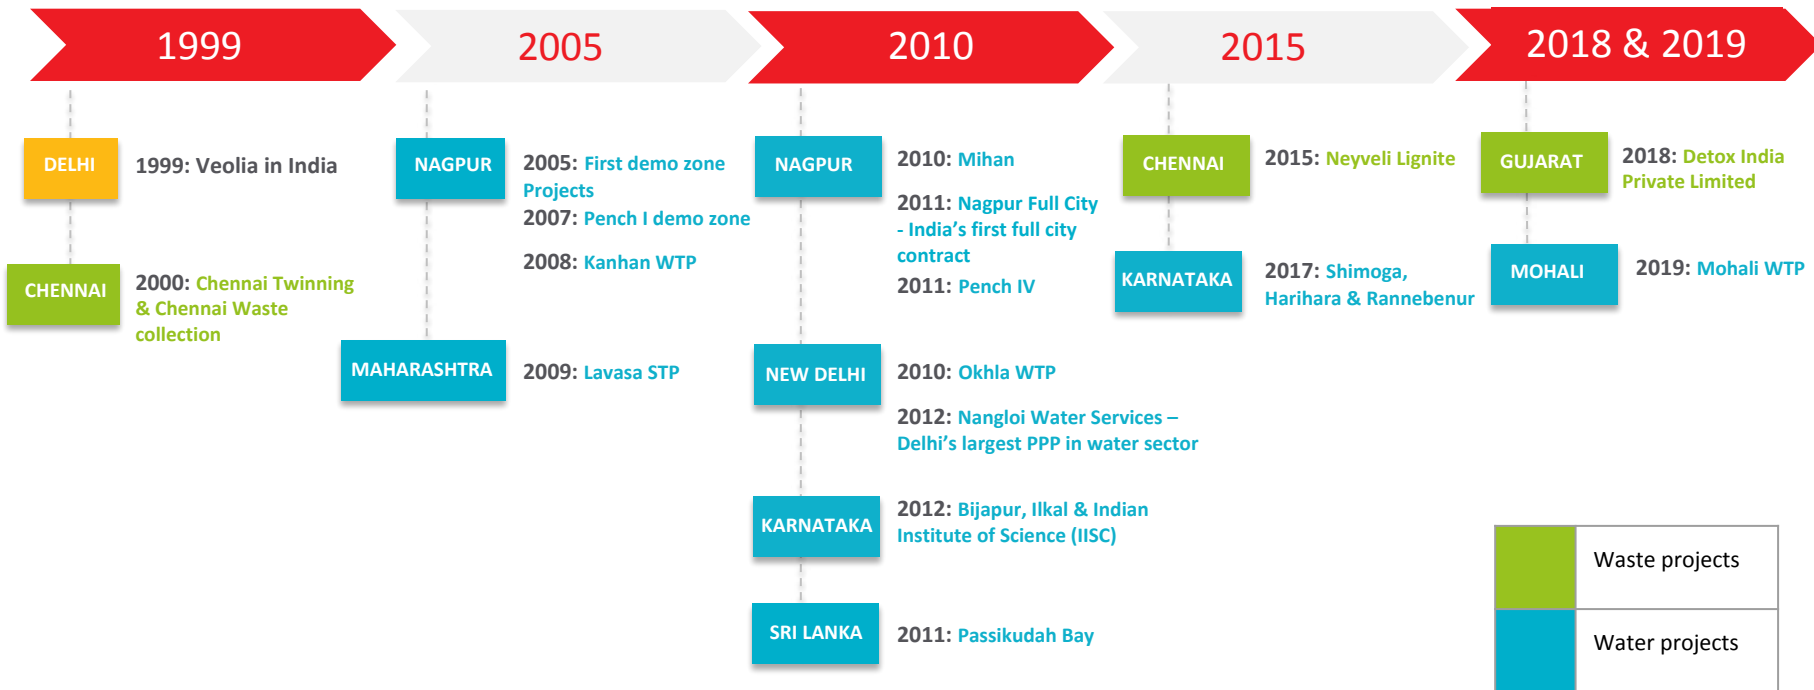 1999
2005
2010
2015
2018 & 2019
DELHI
1999: Veolia in India
CHENNAI
2000: Chennai Twinning
& Chennai Waste
collection
NAGPUR
2005: First demo zone
Projects
2007: Pench I demo zone
2008: Kanhan WTP
MAHARASHTRA
2009: Lavasa STP
NAGPUR
2010: Mihan
2011: Nagpur Full City
- India’s first full city
contract
2011: Pench IV
NEW DELHI
2010: Okhla WTP
2012: Nangloi Water Services –
Delhi’s largest PPP in water sector
KARNATAKA
2012: Bijapur, Ilkal & Indian
Institute of Science (IISC)
SRI LANKA
2011: Passikudah Bay
CHENNAI
2015: Neyveli Lignite
KARNATAKA
2017: Shimoga,
Harihara & Rannebenur
GUJARAT
2018: Detox India
Private Limited
MOHALI
2019: Mohali WTP
Waste projects
Water projects